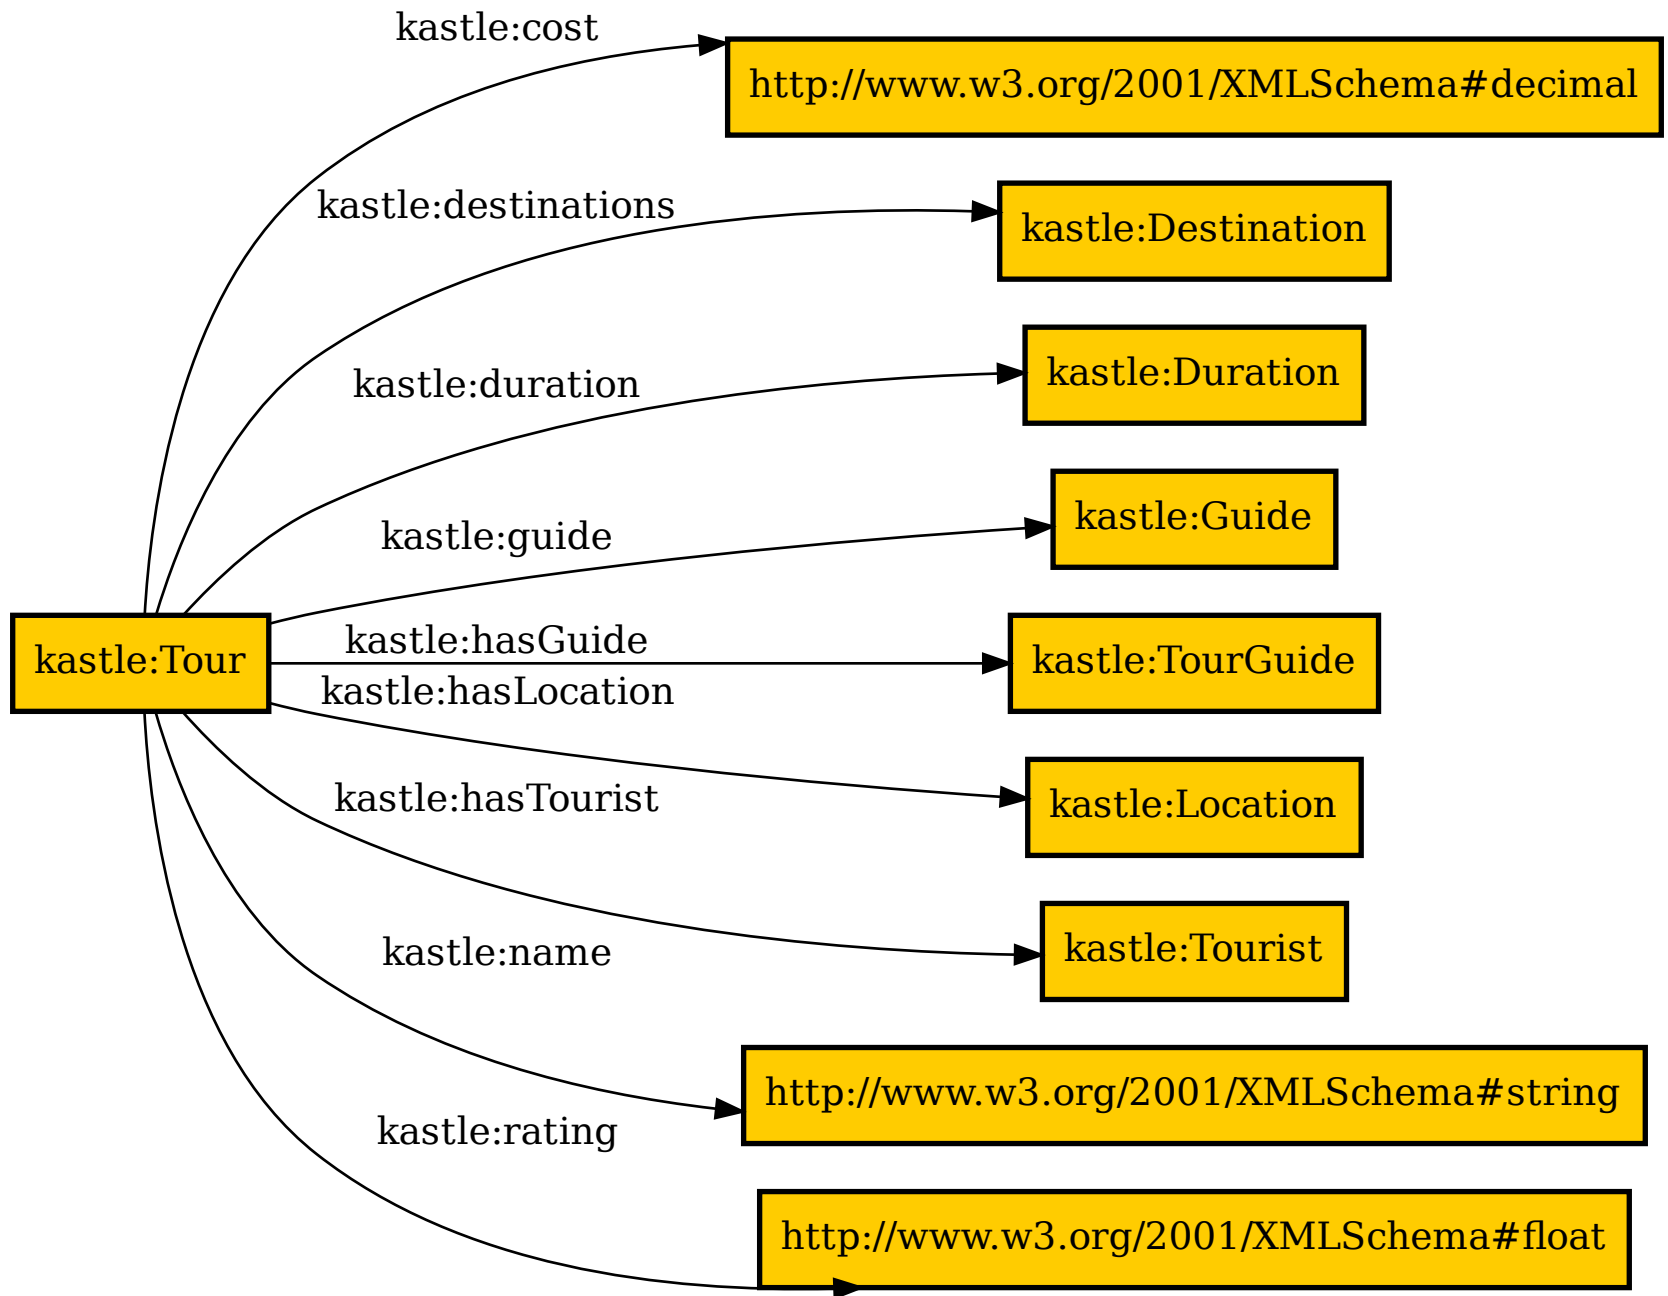 kastle:cost
http://www.w3.org/2001/XMLSchema#decimal
kastle:destinations
kastle:Destination
kastle:duration
kastle:Duration
kastle:guide
kastle:Guide
kastle:Tour
kastle:hasGuide
kastle:TourGuide
kastle:hasLocation
kastle:Location
kastle:hasTourist
kastle:Tourist
kastle:name
http://www.w3.org/2001/XMLSchema#string
kastle:rating
http://www.w3.org/2001/XMLSchema#float